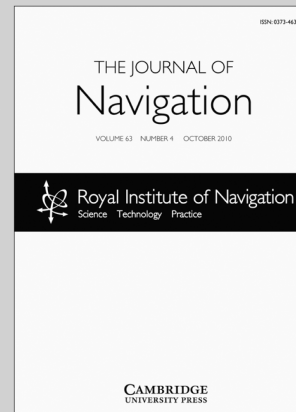 ISSN: 0373-463
THE JOURNAL OF
Navigation
VOLUME 63 NUMBER 4 OCTOBER 2010
Royal Institute of Navigation
Science Technology Practice
CAMBRIDGE
UNIVERSITY PRESS